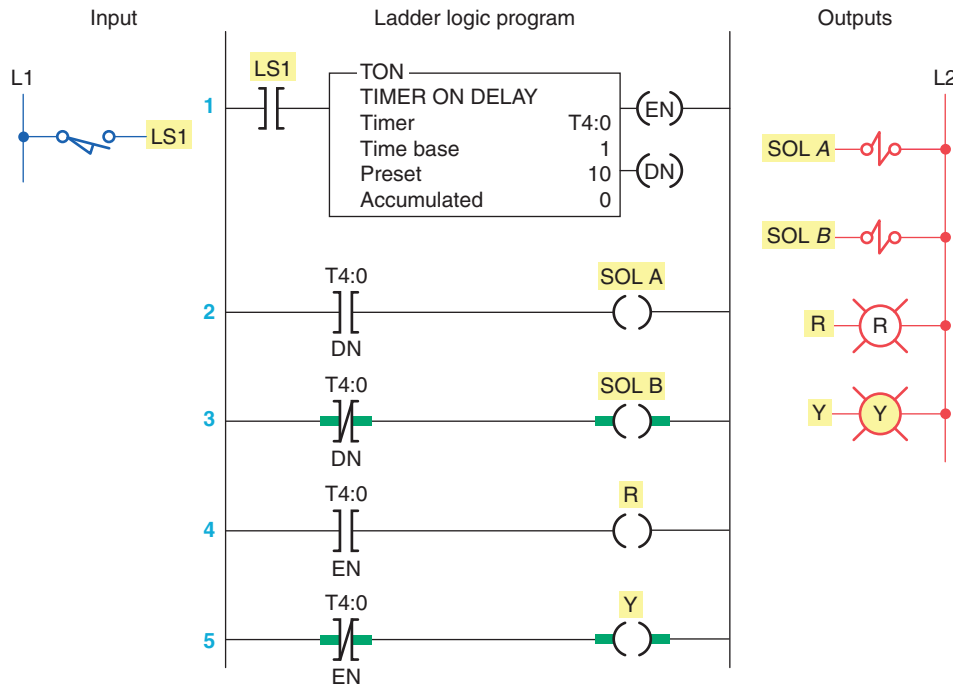 Input
Ladder logic program
Outputs
L1
LS1
L2
1
LS1
TON
TIMER ON DELAY
Timer T4:0
Time base 1
Preset 10
Accumulated 0
EN
DN
SOL A
SOL B
R R
Y Y
T4:0
SOL A
2
DN
T4:0
SOL B
3
DN
T4:0
R
4
EN
T4:0
Y
5
EN